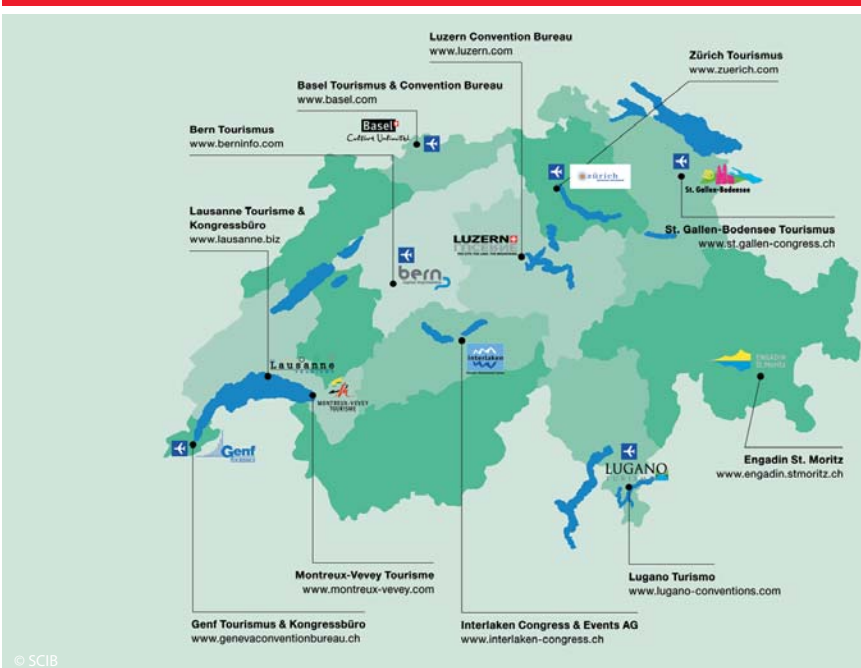 Luzern Convention Bureau
www.luzern.com
Zürich Tourismus
www.zuerich.com
Basel Tourismus & Convention Bureau
www.basel.com
Bern Tourismus
www.berninfo.com
Basel
Culture Unlimited.
zürich
St. Gallen-Bodensee
Lausanne Tourisme &
Kongressbüro
www.lausanne.biz
St. Gallen-Bodensee Tourismus
www.st.gallen-congress.ch
LUZERN
bern
interlaken
ENGADIN
St. Moritz
Lausanne
MONTREUX-VEVEY
TOURISME
Genf
LUGANO
TURISMO
Engadin St. Moritz
www.engadin.stmoritz.ch
Montreux-Vevey Tourisme
www.montreux-vevey.com
Lugano Turismo
www.lugano-conventions.com
Genf Tourismus & Kongressbüro
www.genevaconventionbureau.ch
Interlaken Congress & Events AG
www.interlaken-congress.ch
© SCIB